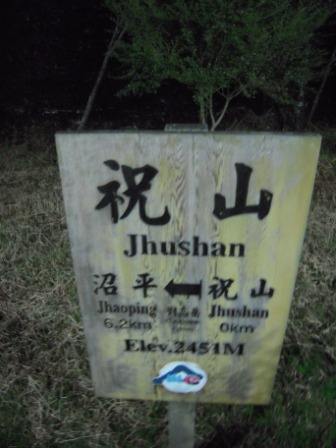 祝山
Jhushan
沼平 祝山
Jhaoping Jhushan
6.2km 0km
Elev.2451M